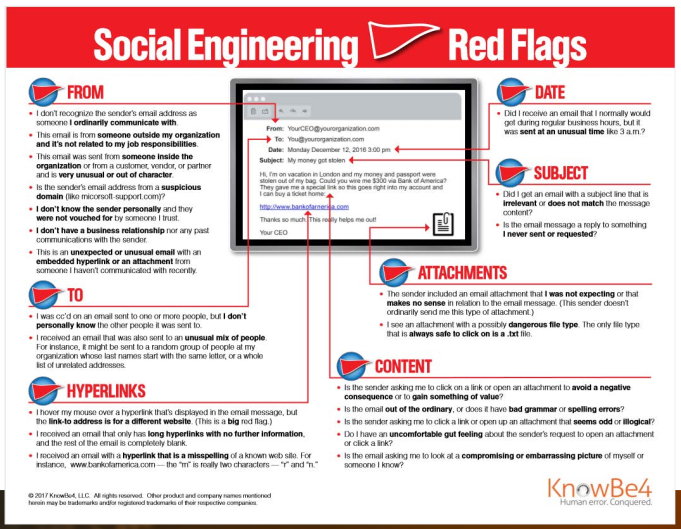 Social Engineering Red Flags
FROM
• I don't recognize the sender's email address as
someone I ordinarily communicate with.
• This email is from someone outside my organization
and it's not related to my job responsibilities.
• This email was sent from someone inside the
organization or from a customer, vendor, or partner
and is very unusual or out of character.
• Is the sender's email address from a suspicious
domain (like micorsoft-support.com)?
• I don't know the sender personally and they
were not vouched for by someone I trust.
• I don't have a business relationship nor any past
communications with the sender.
• This is an unexpected or unusual email with an
embedded hyperlink or an attachment from
someone I haven't communicated with recently.
TO
• I was cc'd on an email sent to one or more people, but I don't
personally know the other people it was sent to.
• I received an email that was also sent to an unusual mix of people.
For instance, it might be sent to a random group of people at my
organization whose last names start with the same letter, or a whole
list of unrelated addresses.
HYPERLINKS
• I hover my mouse over a hyperlink that's displayed in the email message, but
the link-to address is for a different website. (This is a big red flag.)
• I received an email that only has long hyperlinks with no further information,
and the rest of the email is completely blank.
• I received an email with a hyperlink that is a misspelling of a known web site. For
instance, www.bankofarnerica.com — the "m" is really two characters — "r" and "n."
From: YourCEO@yourorganization.com
To: You@yourorganization.com
Date: Monday December 12, 2016 3:00 pm
Subject: My money got stolen
Hi, I'm on vacation in London and my money and passport were
stolen out of my bag. Could you wire me $300 via Bank of America?
They gave me a special link so this goes right into my account and
I can buy a ticket home:
http://www.bankofarnerica.com
Thanks so much. This really helps me out!
Your CEO
DATE
• Did I receive an email that I normally would
get during regular business hours, but it
was sent at an unusual time like 3 a.m.?
SUBJECT
• Did I get an email with a subject line that is
irrelevant or does not match the message
content?
• Is the email message a reply to something
I never sent or requested?
ATTACHMENTS
• The sender included an email attachment that I was not expecting or that
makes no sense in relation to the email message. (This sender doesn't
ordinarily send me this type of attachment.)
• I see an attachment with a possibly dangerous file type. The only file type
that is always safe to click on is a .txt file.
CONTENT
• Is the sender asking me to click on a link or open an attachment to avoid a negative
consequence or to gain something of value?
• Is the email out of the ordinary, or does it have bad grammar or spelling errors?
• Is the sender asking me to click a link or open up an attachment that seems odd or illogical?
• Do I have an uncomfortable gut feeling about the sender's request to open an attachment
or click a link?
• Is the email asking me to look at a compromising or embarrassing picture of myself or
someone I know?
© 2017 KnowBe4, LLC. All rights reserved. Other product and company names mentioned
herein may be trademarks and/or registered trademarks of their respective companies.
KnowBe4
Human error. Conquered.